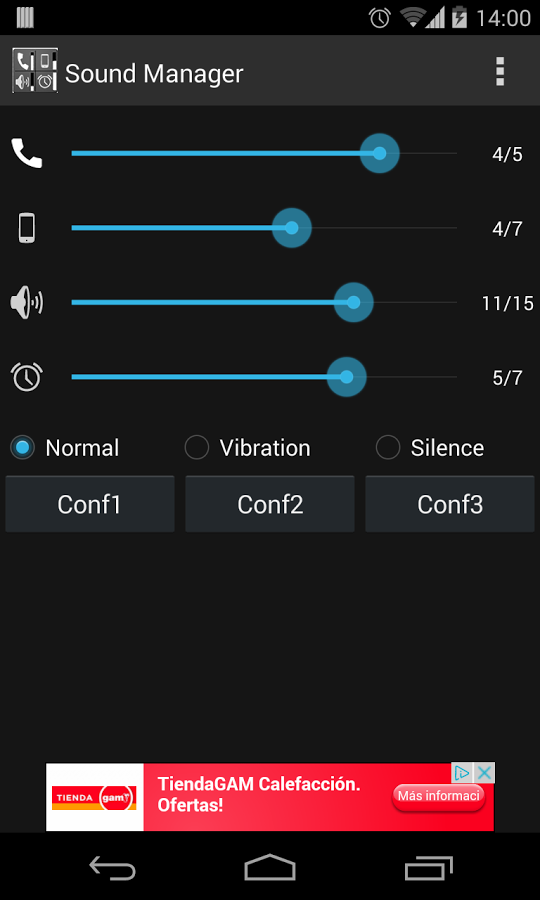 14:00
Sound Manager
4/5
4/7
11/15
5/7
Normal Vibration Silence
Conf1 Conf2 Conf3
TiendaGAM Calefacción.
Ofertas!
TIENDA gam
Más informaci